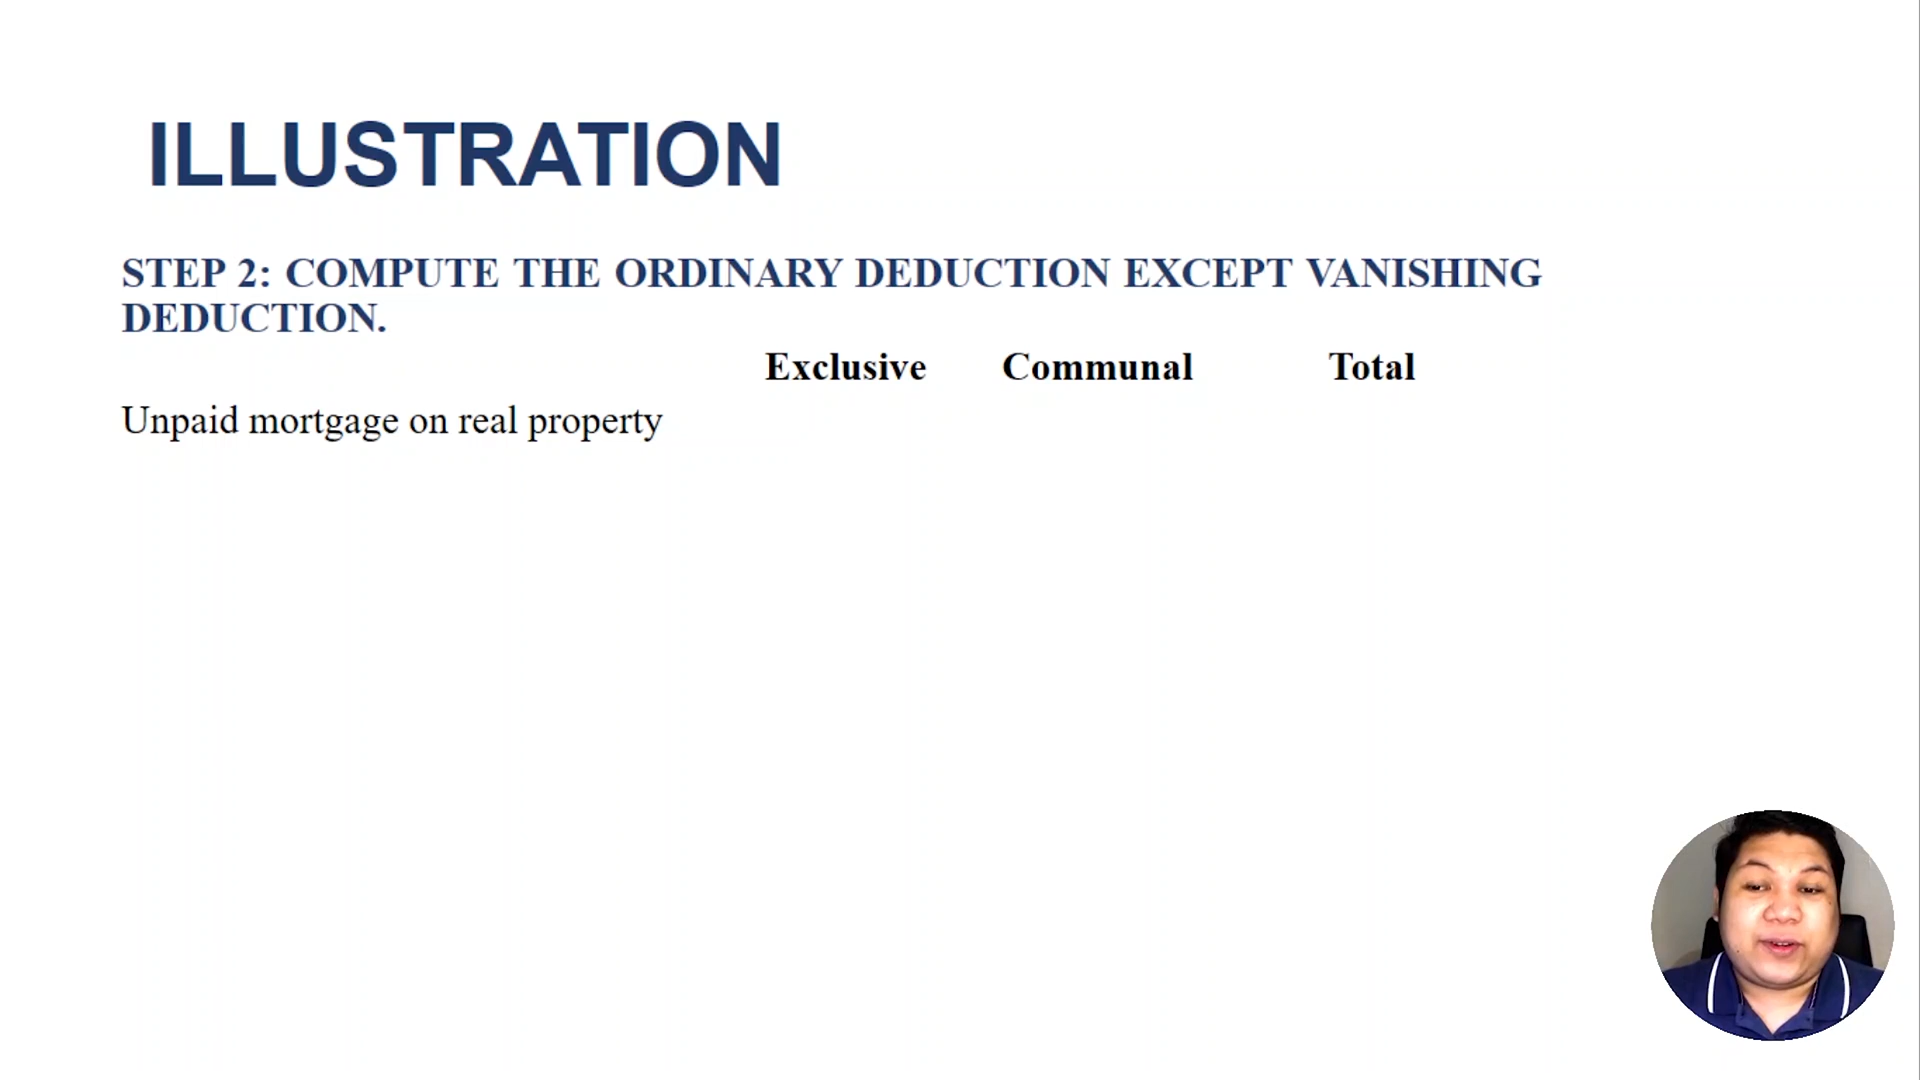 ILLUSTRATION
STEP 2: COMPUTE THE ORDINARY DEDUCTION EXCEPT VANISHING
DEDUCTION.
Exclusive Communal Total
Unpaid mortgage on real property